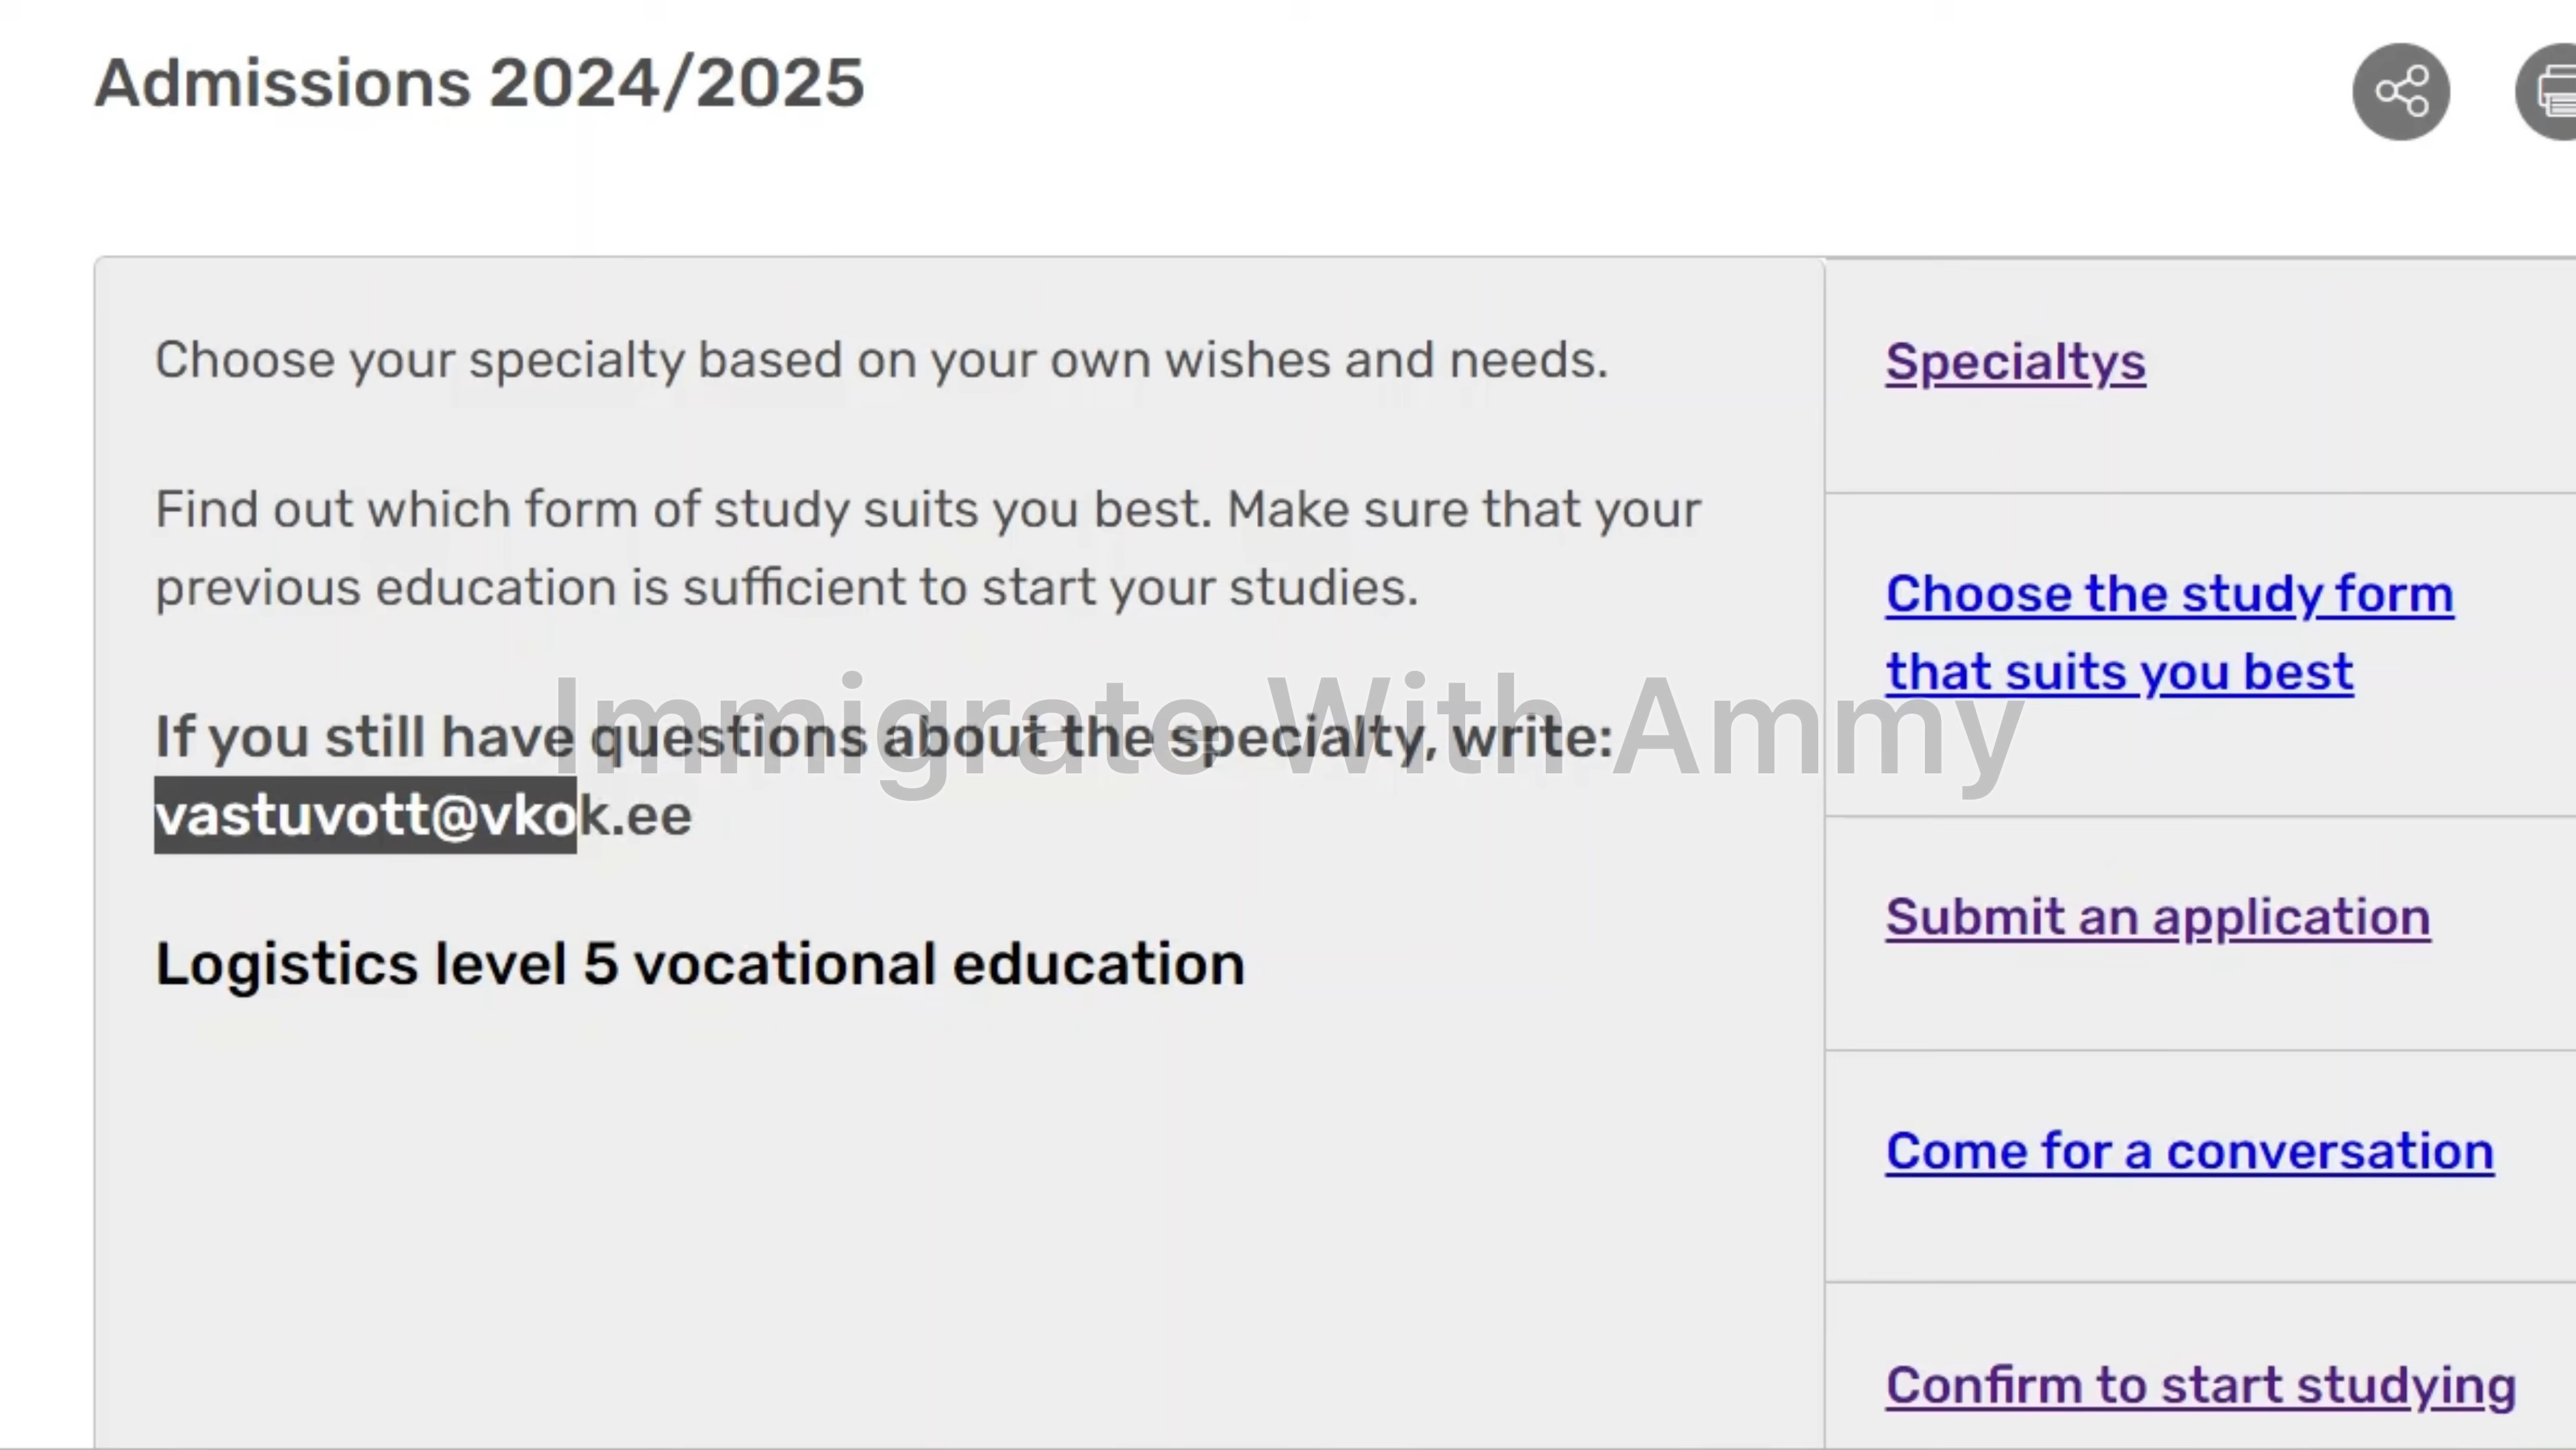 Admissions 2024/2025
Choose your specialty based on your own wishes and needs.
Find out which form of study suits you best. Make sure that your
previous education is sufficient to start your studies.
If you still have questions about the specialty, write:
vastuvott@vkok.ee
Logistics level 5 vocational education
Specialtys
Choose the study form
that suits you best
Submit an application
Come for a conversation
Confirm to start studying
Immigrate With Ammy